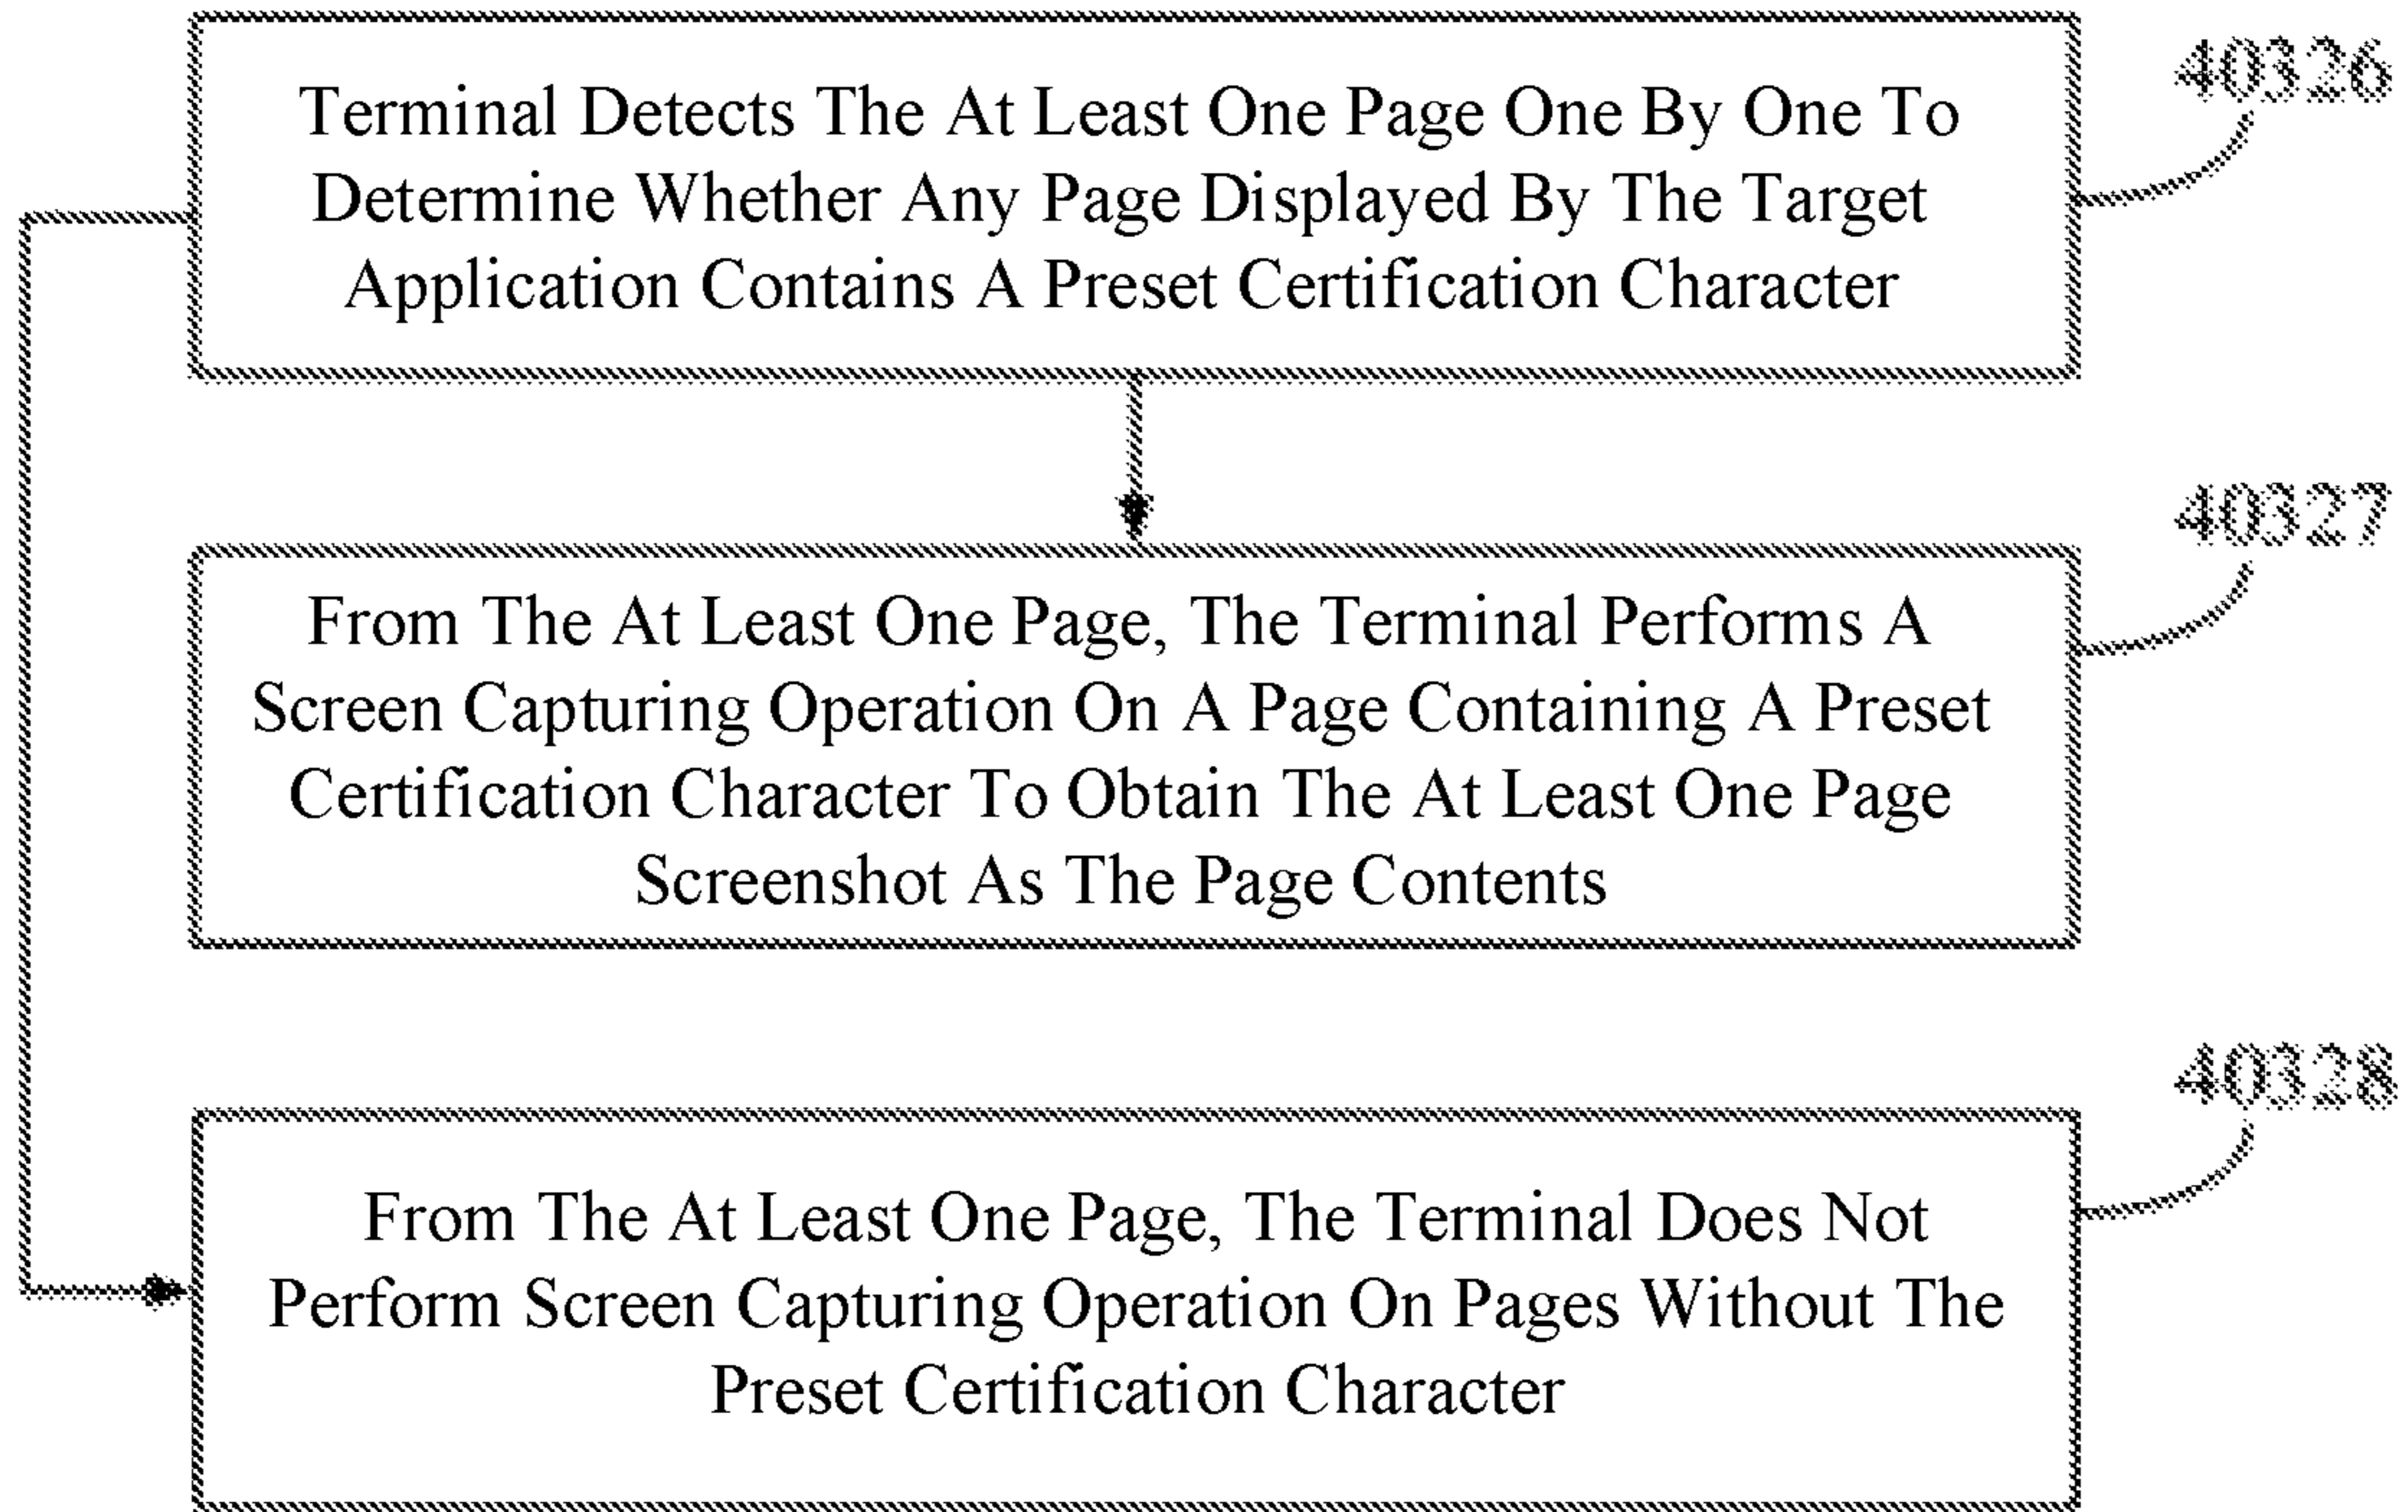 40326
Terminal Detects The At Least One Page One By One To
Determine Whether Any Page Displayed By The Target
Application Contains A Preset Certification Character
40327
From The At Least One Page, The Terminal Performs A
Screen Capturing Operation On A Page Containing A Preset
Certification Character To Obtain The At Least One Page
Screenshot As The Page Contents
40328
From The At Least One Page, The Terminal Does Not
Perform Screen Capturing Operation On Pages Without The
Preset Certification Character